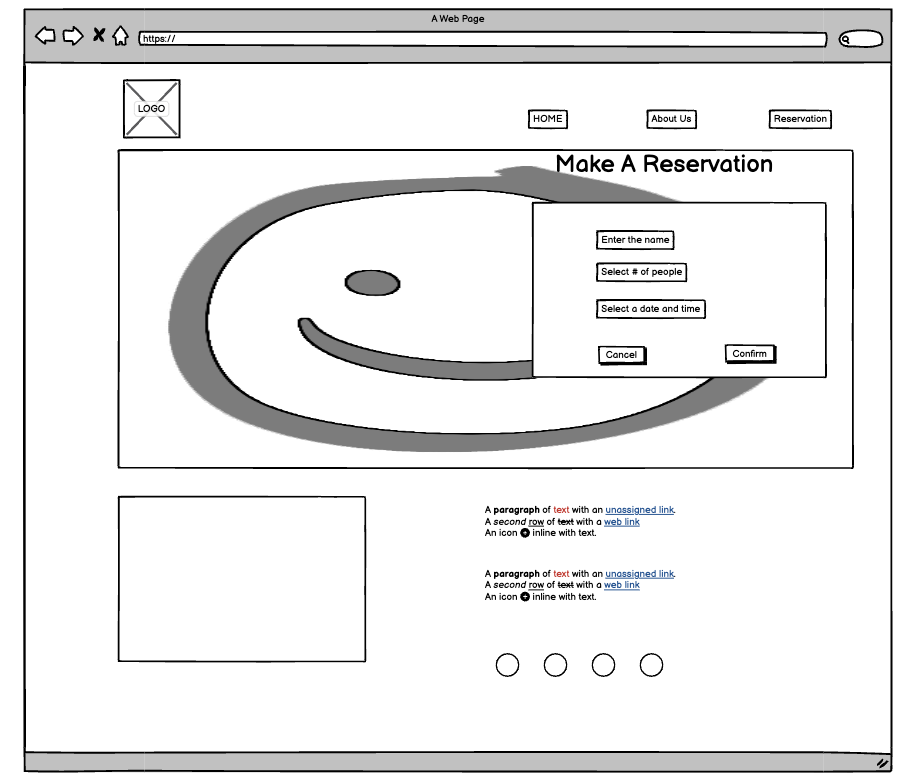 A Web Page
https://
LOGO
HOME
About Us
Reservation
Make A Reservation
Enter the name
Select # of people
Select a date and time
Cancel
Confirm
A paragraph of text with an unassigned link.
A second row of text with a web link
An icon inline with text.
A paragraph of text with an unassigned link.
A second row of text with a web link
An icon inline with text.